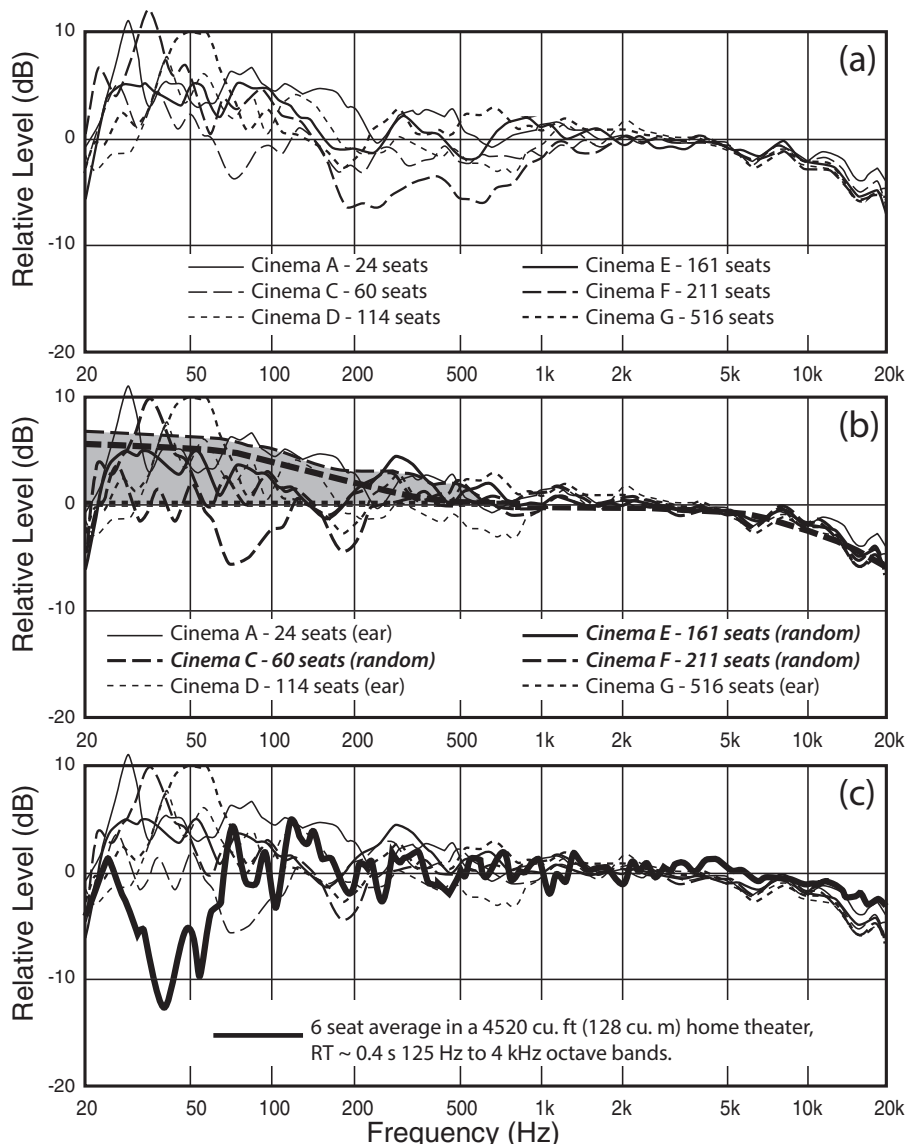 Relative Level (dB)
10
0
-10
-20
(a)
Cinema A - 24 seats
Cinema C - 60 seats
Cinema D - 114 seats
Cinema E - 161 seats
Cinema F - 211 seats
Cinema G - 516 seats
20 50 100 200 500 1k 2k 5k 10k 20k
Relative Level (dB)
10
0
-10
-20
(b)
Cinema A - 24 seats (ear)
Cinema C - 60 seats (random)
Cinema D - 114 seats (ear)
Cinema E - 161 seats (random)
Cinema F - 211 seats (random)
Cinema G - 516 seats (ear)
20 50 100 200 500 1k 2k 5k 10k 20k
Relative Level (dB)
10
0
-10
-20
(c)
6 seat average in a 4520 cu. ft (128 cu. m) home theater,
RT ~ 0.4 s 125 Hz to 4 kHz octave bands.
20 50 100 200 500 1k 2k 5k 10k 20k
Frequency (Hz)